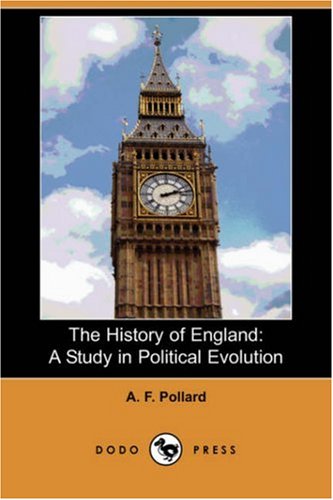 The History of England:
A Study in Political Evolution
A. F. Pollard
DODO PRESS